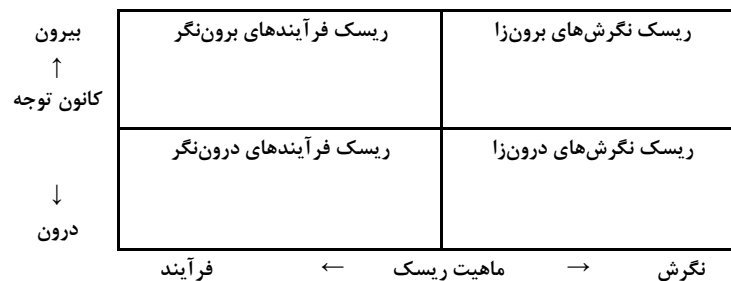 ریسک نگرش‌های برون‌زا
ریسک فرآیندهای برون‌نگر
بیرون
↑
کانون توجه
ریسک نگرش‌های درون‌زا
ریسک فرآیندهای درون‌نگر
↓
درون
نگرش → ماهیت ریسک ← فرآیند